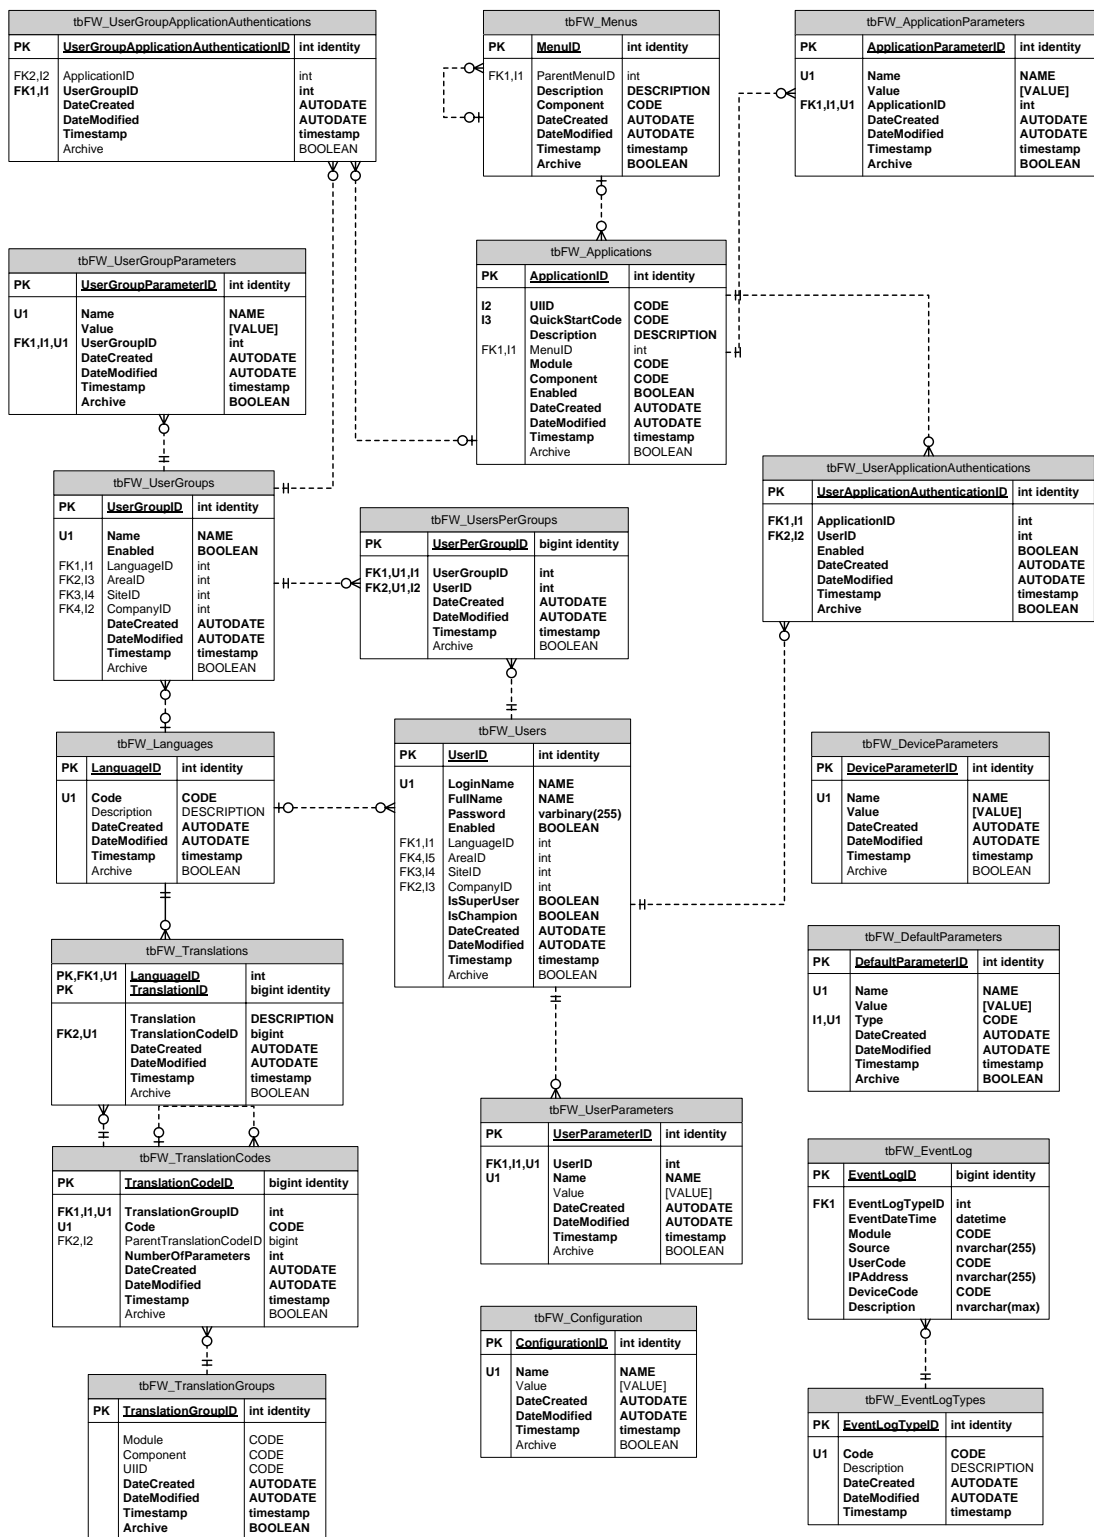 tbFW_UserGroupApplicationAuthentications
PK UserGroupApplicationAuthenticationID int identity
FK2,I2 ApplicationID int
FK1,I1 UserGroupID int
DateCreated AUTODATE
DateModified AUTODATE
Timestamp timestamp
Archive BOOLEAN
tbFW_Menus
PK MenuID int identity
FK1,I1 ParentMenuID int
Description DESCRIPTION
Component CODE
DateCreated AUTODATE
DateModified AUTODATE
Timestamp timestamp
Archive BOOLEAN
tbFW_ApplicationParameters
PK ApplicationParameterID int identity
U1 Name NAME
Value [VALUE]
FK1,I1,U1 ApplicationID int
DateCreated AUTODATE
DateModified AUTODATE
Timestamp timestamp
Archive BOOLEAN
tbFW_UserGroupParameters
PK UserGroupParameterID int identity
U1 Name NAME
Value [VALUE]
FK1,I1,U1 UserGroupID int
DateCreated AUTODATE
DateModified AUTODATE
Timestamp timestamp
Archive BOOLEAN
tbFW_Applications
PK ApplicationID int identity
I2 UIID CODE
I3 QuickStartCode CODE
Description DESCRIPTION
FK1,I1 MenuID int
Module CODE
Component CODE
Enabled BOOLEAN
DateCreated AUTODATE
DateModified AUTODATE
Timestamp timestamp
Archive BOOLEAN
tbFW_UserGroups
PK UserGroupID int identity
U1 Name NAME
Enabled BOOLEAN
FK1,I1 LanguageID int
FK2,I3 AreaID int
FK3,I4 SiteID int
FK4,I2 CompanyID int
DateCreated AUTODATE
DateModified AUTODATE
Timestamp timestamp
Archive BOOLEAN
tbFW_UsersPerGroups
PK UserPerGroupID bigint identity
FK1,U1,I1 UserGroupID int
FK2,U1,I2 UserID int
DateCreated AUTODATE
DateModified AUTODATE
Timestamp timestamp
Archive BOOLEAN
tbFW_UserApplicationAuthentications
PK UserApplicationAuthenticationID int identity
FK1,I1 ApplicationID int
FK2,I2 UserID int
Enabled BOOLEAN
DateCreated AUTODATE
DateModified AUTODATE
Timestamp timestamp
Archive BOOLEAN
tbFW_Languages
PK LanguageID int identity
U1 Code CODE
Description DESCRIPTION
DateCreated AUTODATE
DateModified AUTODATE
Timestamp timestamp
Archive BOOLEAN
tbFW_Users
PK UserID int identity
U1 LoginName NAME
FullName NAME
Password varbinary(255)
Enabled BOOLEAN
FK1,I1 LanguageID int
FK4,I5 AreaID int
FK3,I4 SiteID int
FK2,I3 CompanyID int
IsSuperUser BOOLEAN
IsChampion BOOLEAN
DateCreated AUTODATE
DateModified AUTODATE
Timestamp timestamp
Archive BOOLEAN
tbFW_DeviceParameters
PK DeviceParameterID int identity
U1 Name NAME
Value [VALUE]
DateCreated AUTODATE
DateModified AUTODATE
Timestamp timestamp
Archive BOOLEAN
tbFW_Translations
PK,FK1,U1 LanguageID int
PK TranslationID bigint identity
Translation DESCRIPTION
FK2,U1 TranslationCodeID bigint
DateCreated AUTODATE
DateModified AUTODATE
Timestamp timestamp
Archive BOOLEAN
tbFW_DefaultParameters
PK DefaultParameterID int identity
U1 Name NAME
Value [VALUE]
I1,U1 Type CODE
DateCreated AUTODATE
DateModified AUTODATE
Timestamp timestamp
Archive BOOLEAN
tbFW_UserParameters
PK UserParameterID int identity
FK1,I1,U1 UserID int
U1 Name NAME
Value [VALUE]
DateCreated AUTODATE
DateModified AUTODATE
Timestamp timestamp
Archive BOOLEAN
tbFW_TranslationCodes
PK TranslationCodeID bigint identity
FK1,I1,U1 TranslationGroupID int
U1 Code CODE
FK2,I2 ParentTranslationCodeID bigint
NumberOfParameters int
DateCreated AUTODATE
DateModified AUTODATE
Timestamp timestamp
Archive BOOLEAN
tbFW_EventLog
PK EventLogID bigint identity
FK1 EventLogTypeID int
EventDateTime datetime
Module CODE
Source nvarchar(255)
UserCode CODE
IPAddress nvarchar(255)
DeviceCode CODE
Description nvarchar(max)
tbFW_Configuration
PK ConfigurationID int identity
U1 Name NAME
Value [VALUE]
DateCreated AUTODATE
DateModified AUTODATE
Timestamp timestamp
Archive BOOLEAN
tbFW_TranslationGroups
PK TranslationGroupID int identity
Module CODE
Component CODE
UIID CODE
DateCreated AUTODATE
DateModified AUTODATE
Timestamp timestamp
Archive BOOLEAN
tbFW_EventLogTypes
PK EventLogTypeID int identity
U1 Code CODE
Description DESCRIPTION
DateCreated AUTODATE
DateModified AUTODATE
Timestamp timestamp